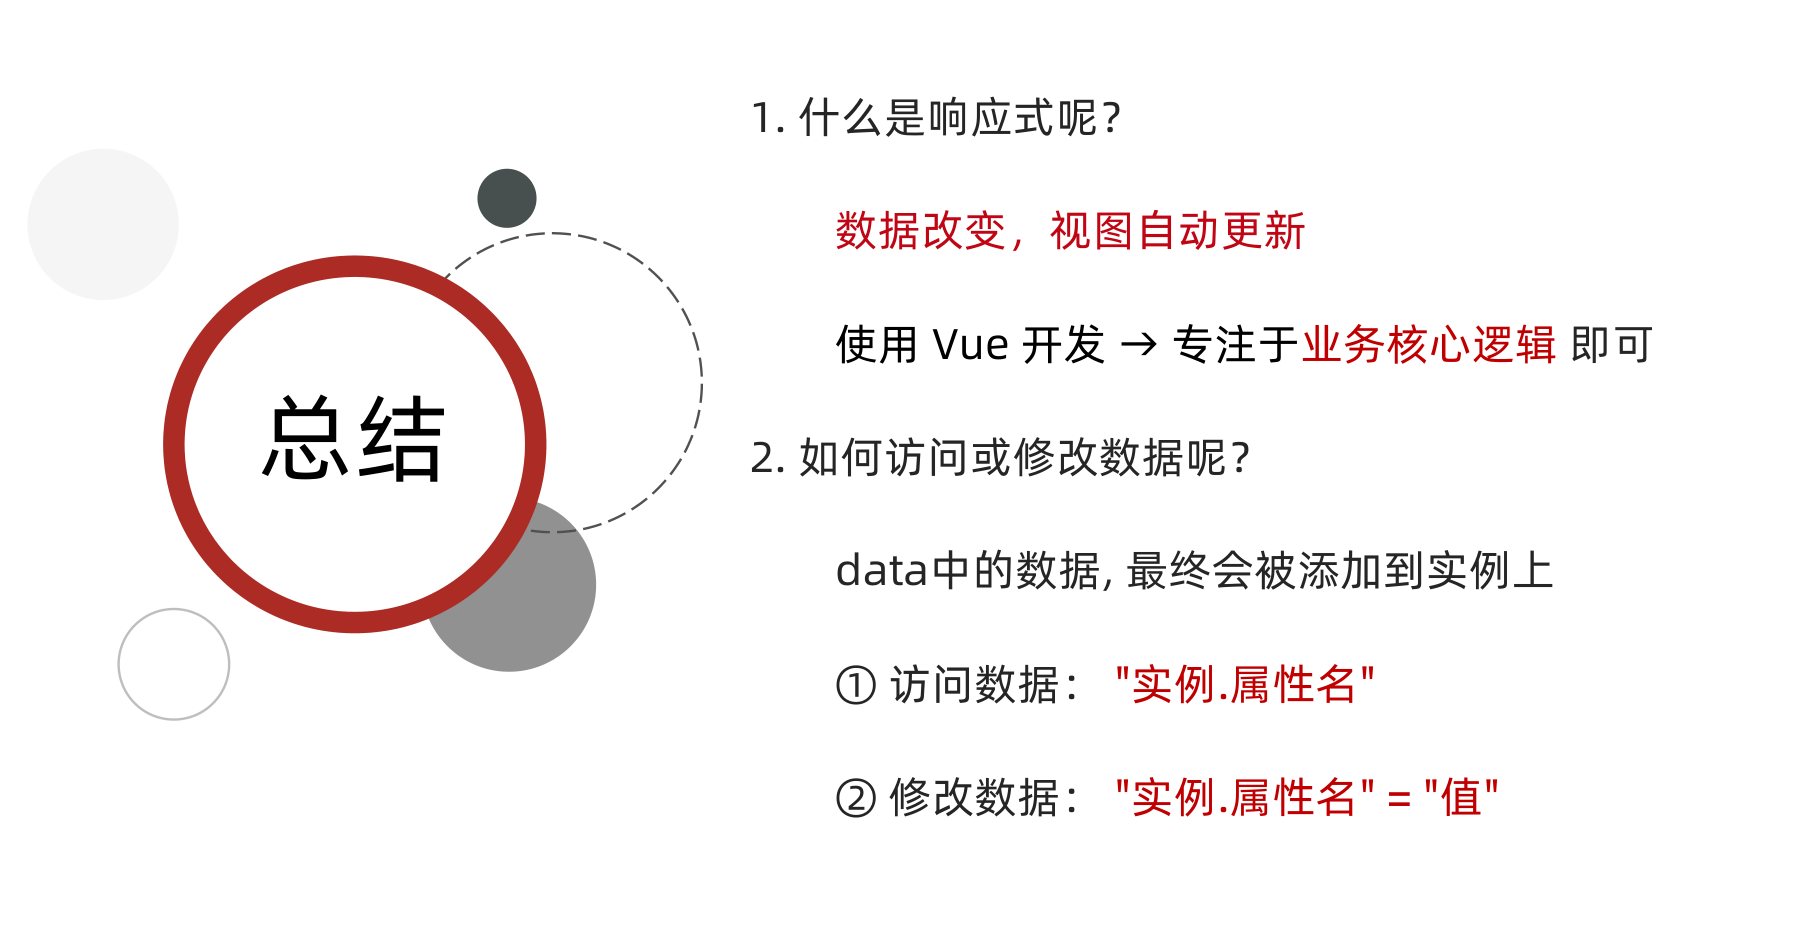 总结
1. 什么是响应式呢?
数据改变，视图自动更新
使用 Vue 开发 → 专注于业务核心逻辑 即可
2. 如何访问或修改数据呢?
data中的数据, 最终会被添加到实例上
① 访问数据： "实例.属性名"
② 修改数据： "实例.属性名" = "值"